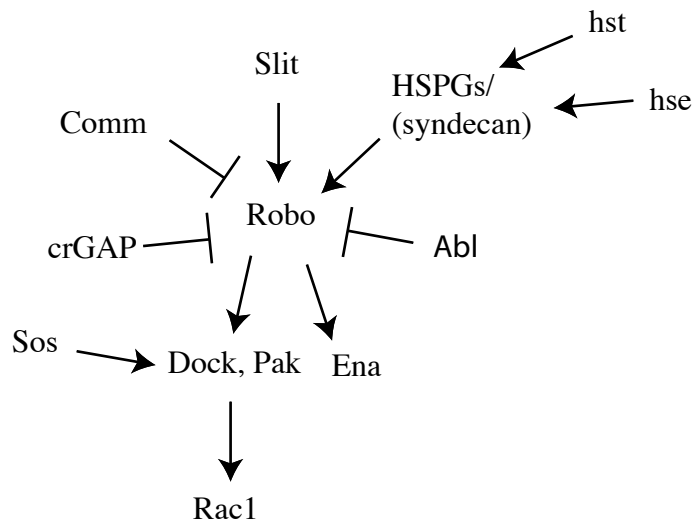 hst
Slit
HSPGs/
(syndecan)
hse
Comm
Robo
crGAP
Abl
Sos
Dock, Pak
Ena
Rac1